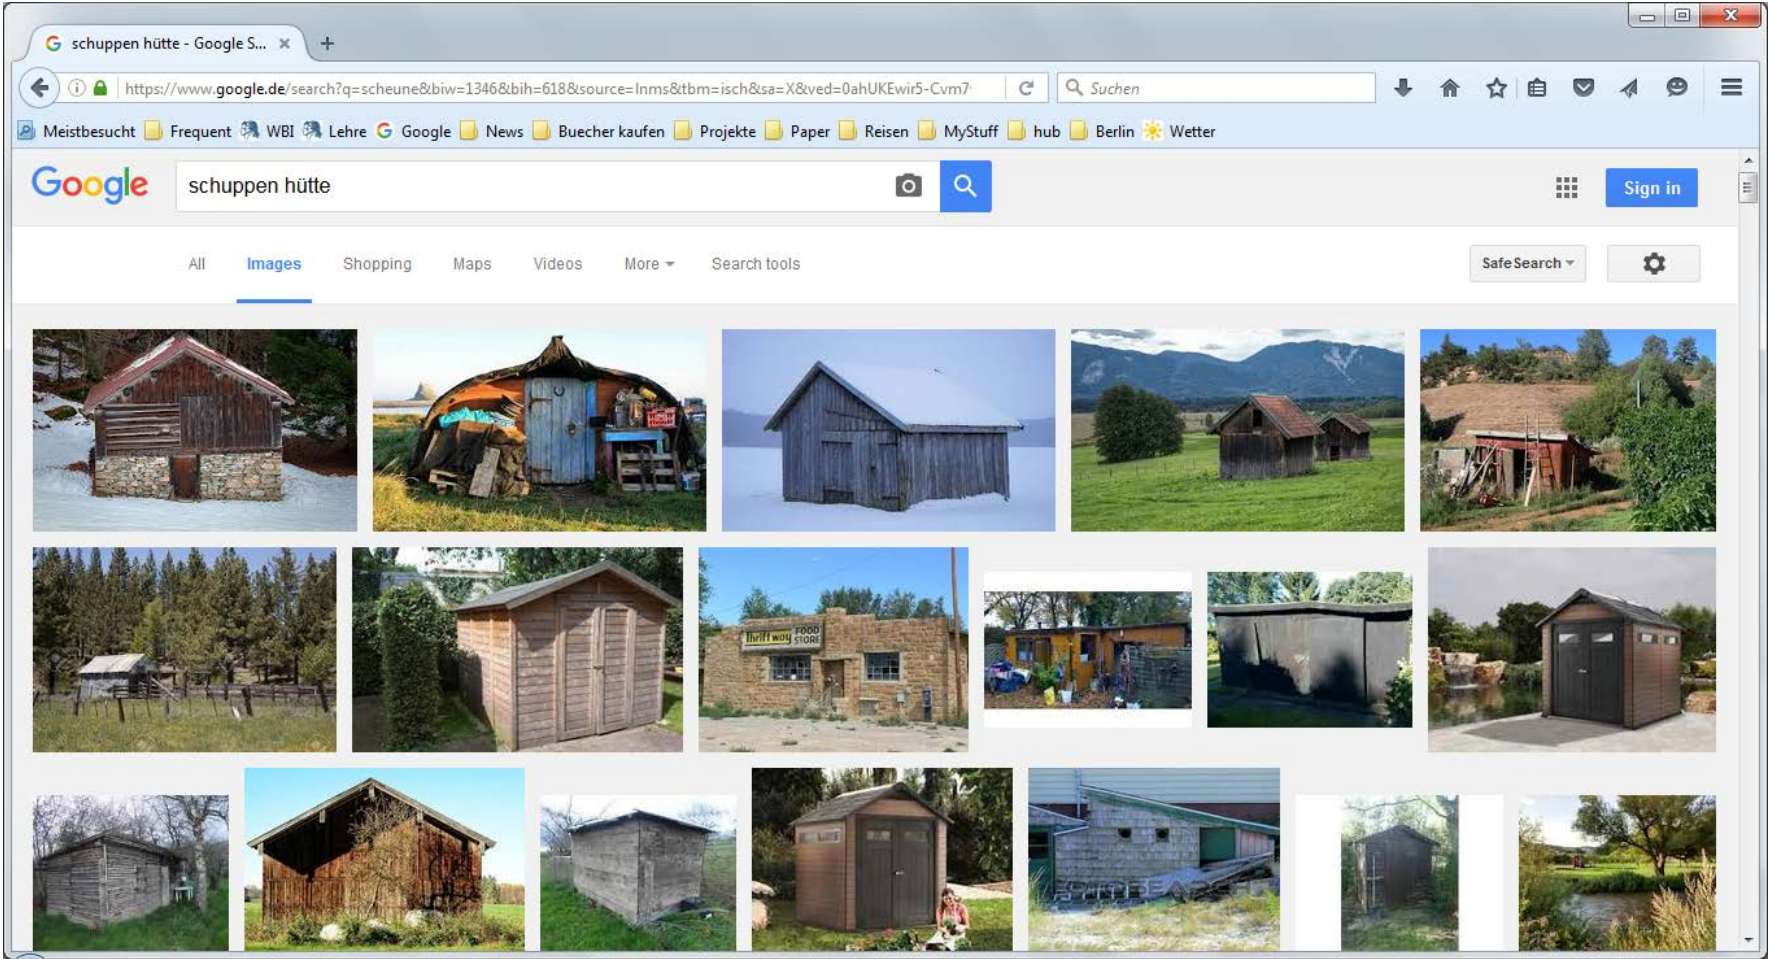 schuppen hütte - Google S...
https://www.google.de/search?q=scheune&biw=1346&bih=618&source=lnms&tbm=isch&sa=X&ved=0ahUKEwir5-Cvm7
Suchen
Meistbesucht Frequent WBI Lehre Google News Buecher kaufen Projekte Paper Reisen MyStuff hub Berlin Wetter
Google schuppen hütte Sign in
All Images Shopping Maps Videos More Search tools SafeSearch
Thriftway FOOD STORE
FOTOSEARCH